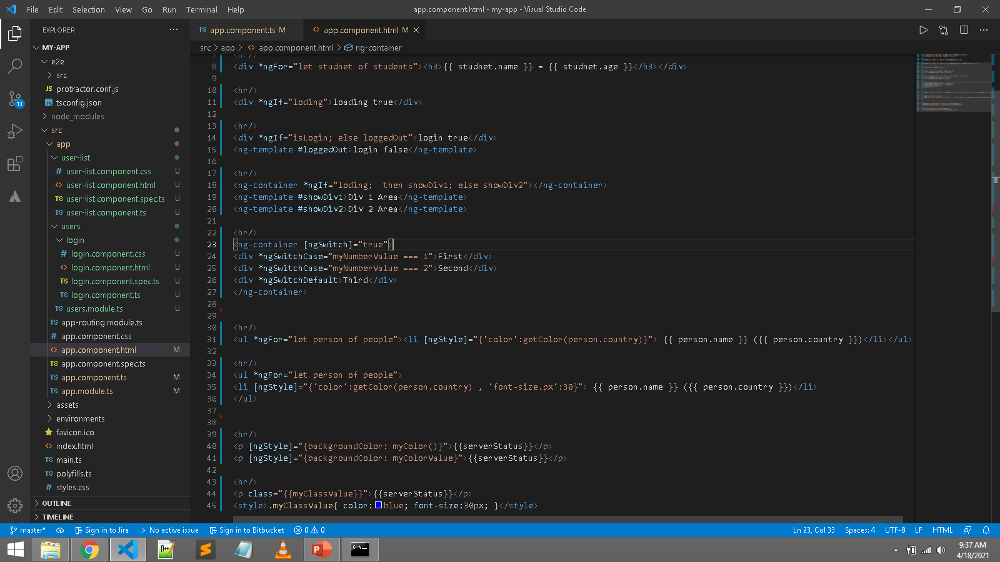 File Edit Selection View Go Run Terminal Help
app.component.html - my-app - Visual Studio Code
EXPLORER
MY-APP
e2e
src
JS protractor.conf.js
TS tsconfig.json
node_modules
src
app
user-list
# user-list.component.css U
<> user-list.component.html U
TS user-list.component.spec.ts U
TS user-list.component.ts U
users
login
# login.component.css U
<> login.component.html U
TS login.component.spec.ts U
TS login.component.ts U
TS users.module.ts U
TS app-routing.module.ts
# app.component.css
<> app.component.html M
TS app.component.spec.ts
TS app.component.ts M
TS app.module.ts M
assets
environments
favicon.ico
<> index.html
TS main.ts
TS polyfills.ts
# styles.css
OUTLINE
TIMELINE
13
TS app.component.ts M
<> app.component.html M
src > app > <> app.component.html > ng-container
7 <hr/>
8 <div *ngFor="let studnet of students"><h3>{{ studnet.name }} = {{ studnet.age }}</h3></div>
9
10 <hr/>
11 <div *ngIf="loding">loading true</div>
12
13 <hr/>
14 <div *ngIf="isLogin; else loggedOut">login true</div>
15 <ng-template #loggedOut>login false</ng-template>
16
17 <hr/>
18 <ng-container *ngIf="loding;  then showDiv1; else showDiv2"></ng-container>
19 <ng-template #showDiv1>Div 1 Area</ng-template>
20 <ng-template #showDiv2>Div 2 Area</ng-template>
21
22 <hr/>
23 <ng-container [ngSwitch]="true">
24 <div *ngSwitchCase="myNumberValue === 1">First</div>
25 <div *ngSwitchCase="myNumberValue === 2">Second</div>
26 <div *ngSwitchDefault>Third</div>
27 </ng-container>
28
29
30 <hr/>
31 <ul *ngFor="let person of people"><li [ngStyle]="{'color':getColor(person.country)}"> {{ person.name }} ({{ person.country }})</li></ul>
32
33 <hr/>
34 <ul *ngFor="let person of people">
35 <li [ngStyle]="{'color':getColor(person.country) , 'font-size.px':30}"> {{ person.name }} ({{ person.country }})</li>
36 </ul>
37
38
39 <hr/>
40 <p [ngStyle]="{backgroundColor: myColor()}">{{serverStatus}}</p>
41 <p [ngStyle]="{backgroundColor: myColorValue}">{{serverStatus}}</p>
42
43 <hr/>
44 <p class="{{myClassValue}}">{{serverStatus}}</p>
45 <style>.myClassValue{ color:blue; font-size:30px; }</style>
master* Sign in to Jira No active issue Sign in to Bitbucket 0 0
Ln 23, Col 33 Spaces: 4 UTF-8 LF HTML
9:37 AM
4/18/2021